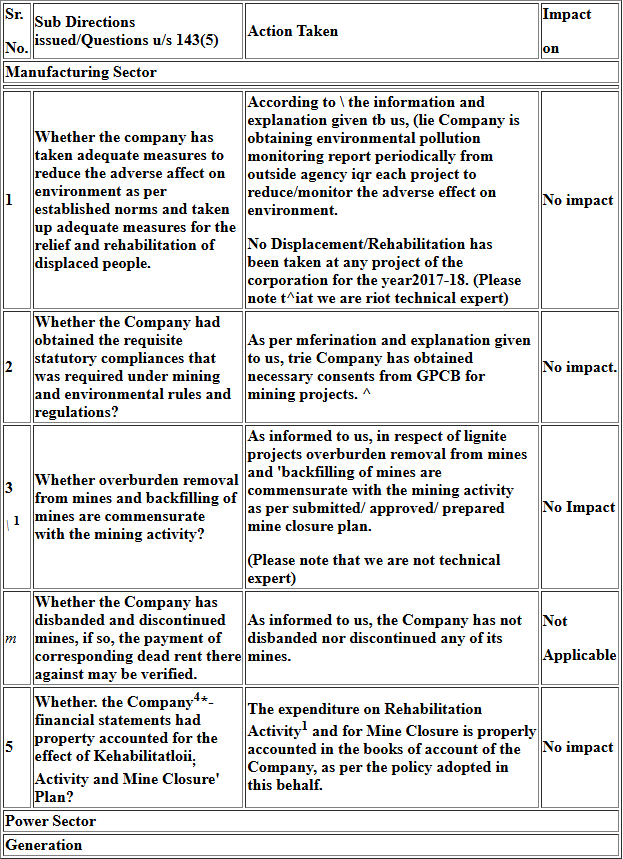 Sr.
No.
Sub Directions
issued/Questions u/s 143(5)
Action Taken
Impact
on
Manufacturing Sector
1
Whether the company has
taken adequate measures to
reduce the adverse affect on
environment as per
established norms and taken
up adequate measures for the
relief and rehabilitation of
displaced people.
According to \ the information and
explanation given tb us, (lie Company is
obtaining environmental pollution
monitoring report periodically from
outside agency iqr each project to
reduce/monitor the adverse effect on
environment.
No Displacement/Rehabilitation has
been taken at any project of the
corporation for the year2017-18. (Please
note t^iat we are riot technical expert)
No impact
2
Whether the Company had
obtained the requisite
statutory compliances that
was required under mining
and environmental rules and
regulations?
As per mferination and explanation given
to us, trie Company has obtained
necessary consents from GPCB for
mining projects. ^
No impact.
3
\ 1
Whether overburden removal
from mines and backfilling of
mines are commensurate
with the mining activity?
As informed to us, in respect of lignite
projects overburden removal from mines
and 'backfilling of mines are
commensurate with the mining activity
as per submitted/ approved/ prepared
mine closure plan.
(Please note that we are not technical
expert)
No Impact
m
Whether the Company has
disbanded and discontinued
mines, if so, the payment of
corresponding dead rent there
against may be verified.
As informed to us, the Company has not
disbanded nor discontinued any of its
mines.
Not
Applicable
5
Whether. the Company4*-
financial statements had
property accounted for the
effect of Kehabilitatloii,
Activity and Mine Closure'
Plan?
The expenditure on Rehabilitation
Activity1 and for Mine Closure is properly
accounted in the books of account of the
Company, as per the policy adopted in
this behalf.
No impact
Power Sector
Generation